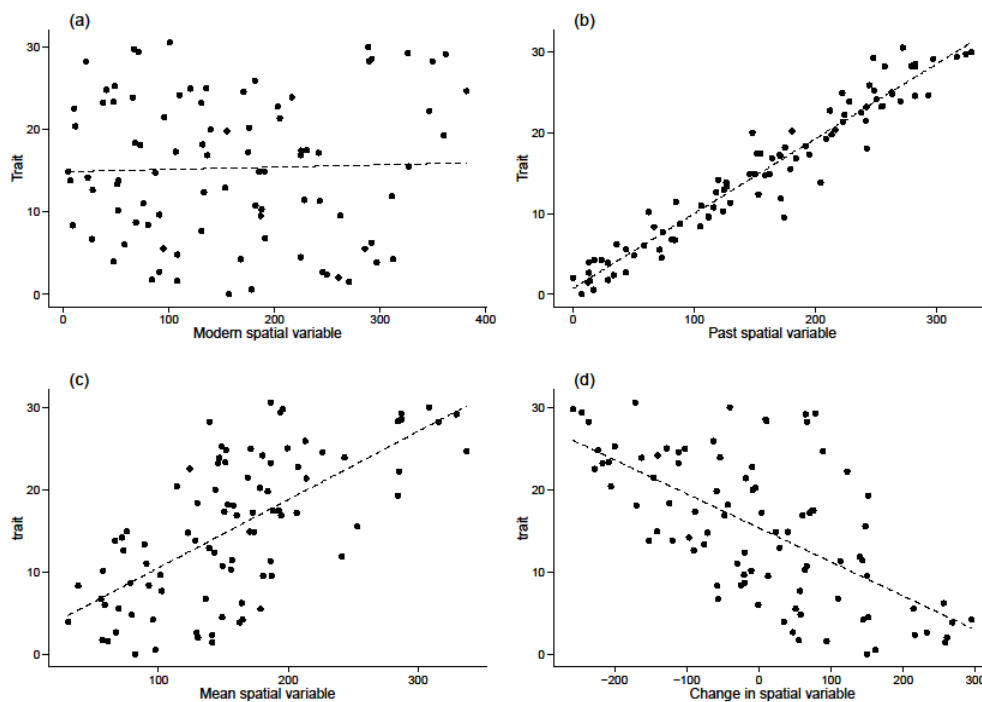 (a)
Trait
30
20
10
0
0 100 200 300 400
Modern spatial variable
(b)
Trait
30
20
10
0
0 100 200 300
Past spatial variable
(c)
trait
30
20
10
0
100 200 300
Mean spatial variable
(d)
trait
30
20
10
0
−200 −100 0 100 200 300
Change in spatial variable